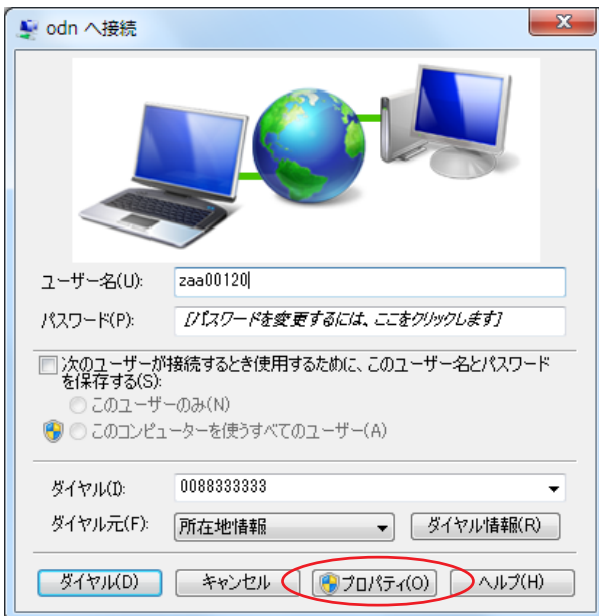 odn へ接続
ユーザー名(U): zaa00120
パスワード(P): [パスワードを変更するには、ここをクリックします]
次のユーザーが接続するとき使用するために、このユーザー名とパスワード
を保存する(S):
このユーザーのみ(N)
このコンピューターを使うすべてのユーザー(A)
ダイヤル(I): 0088333333
ダイヤル元(F): 所在地情報 ダイヤル情報(R)
ダイヤル(D) キャンセル プロパティ(O) ヘルプ(H)